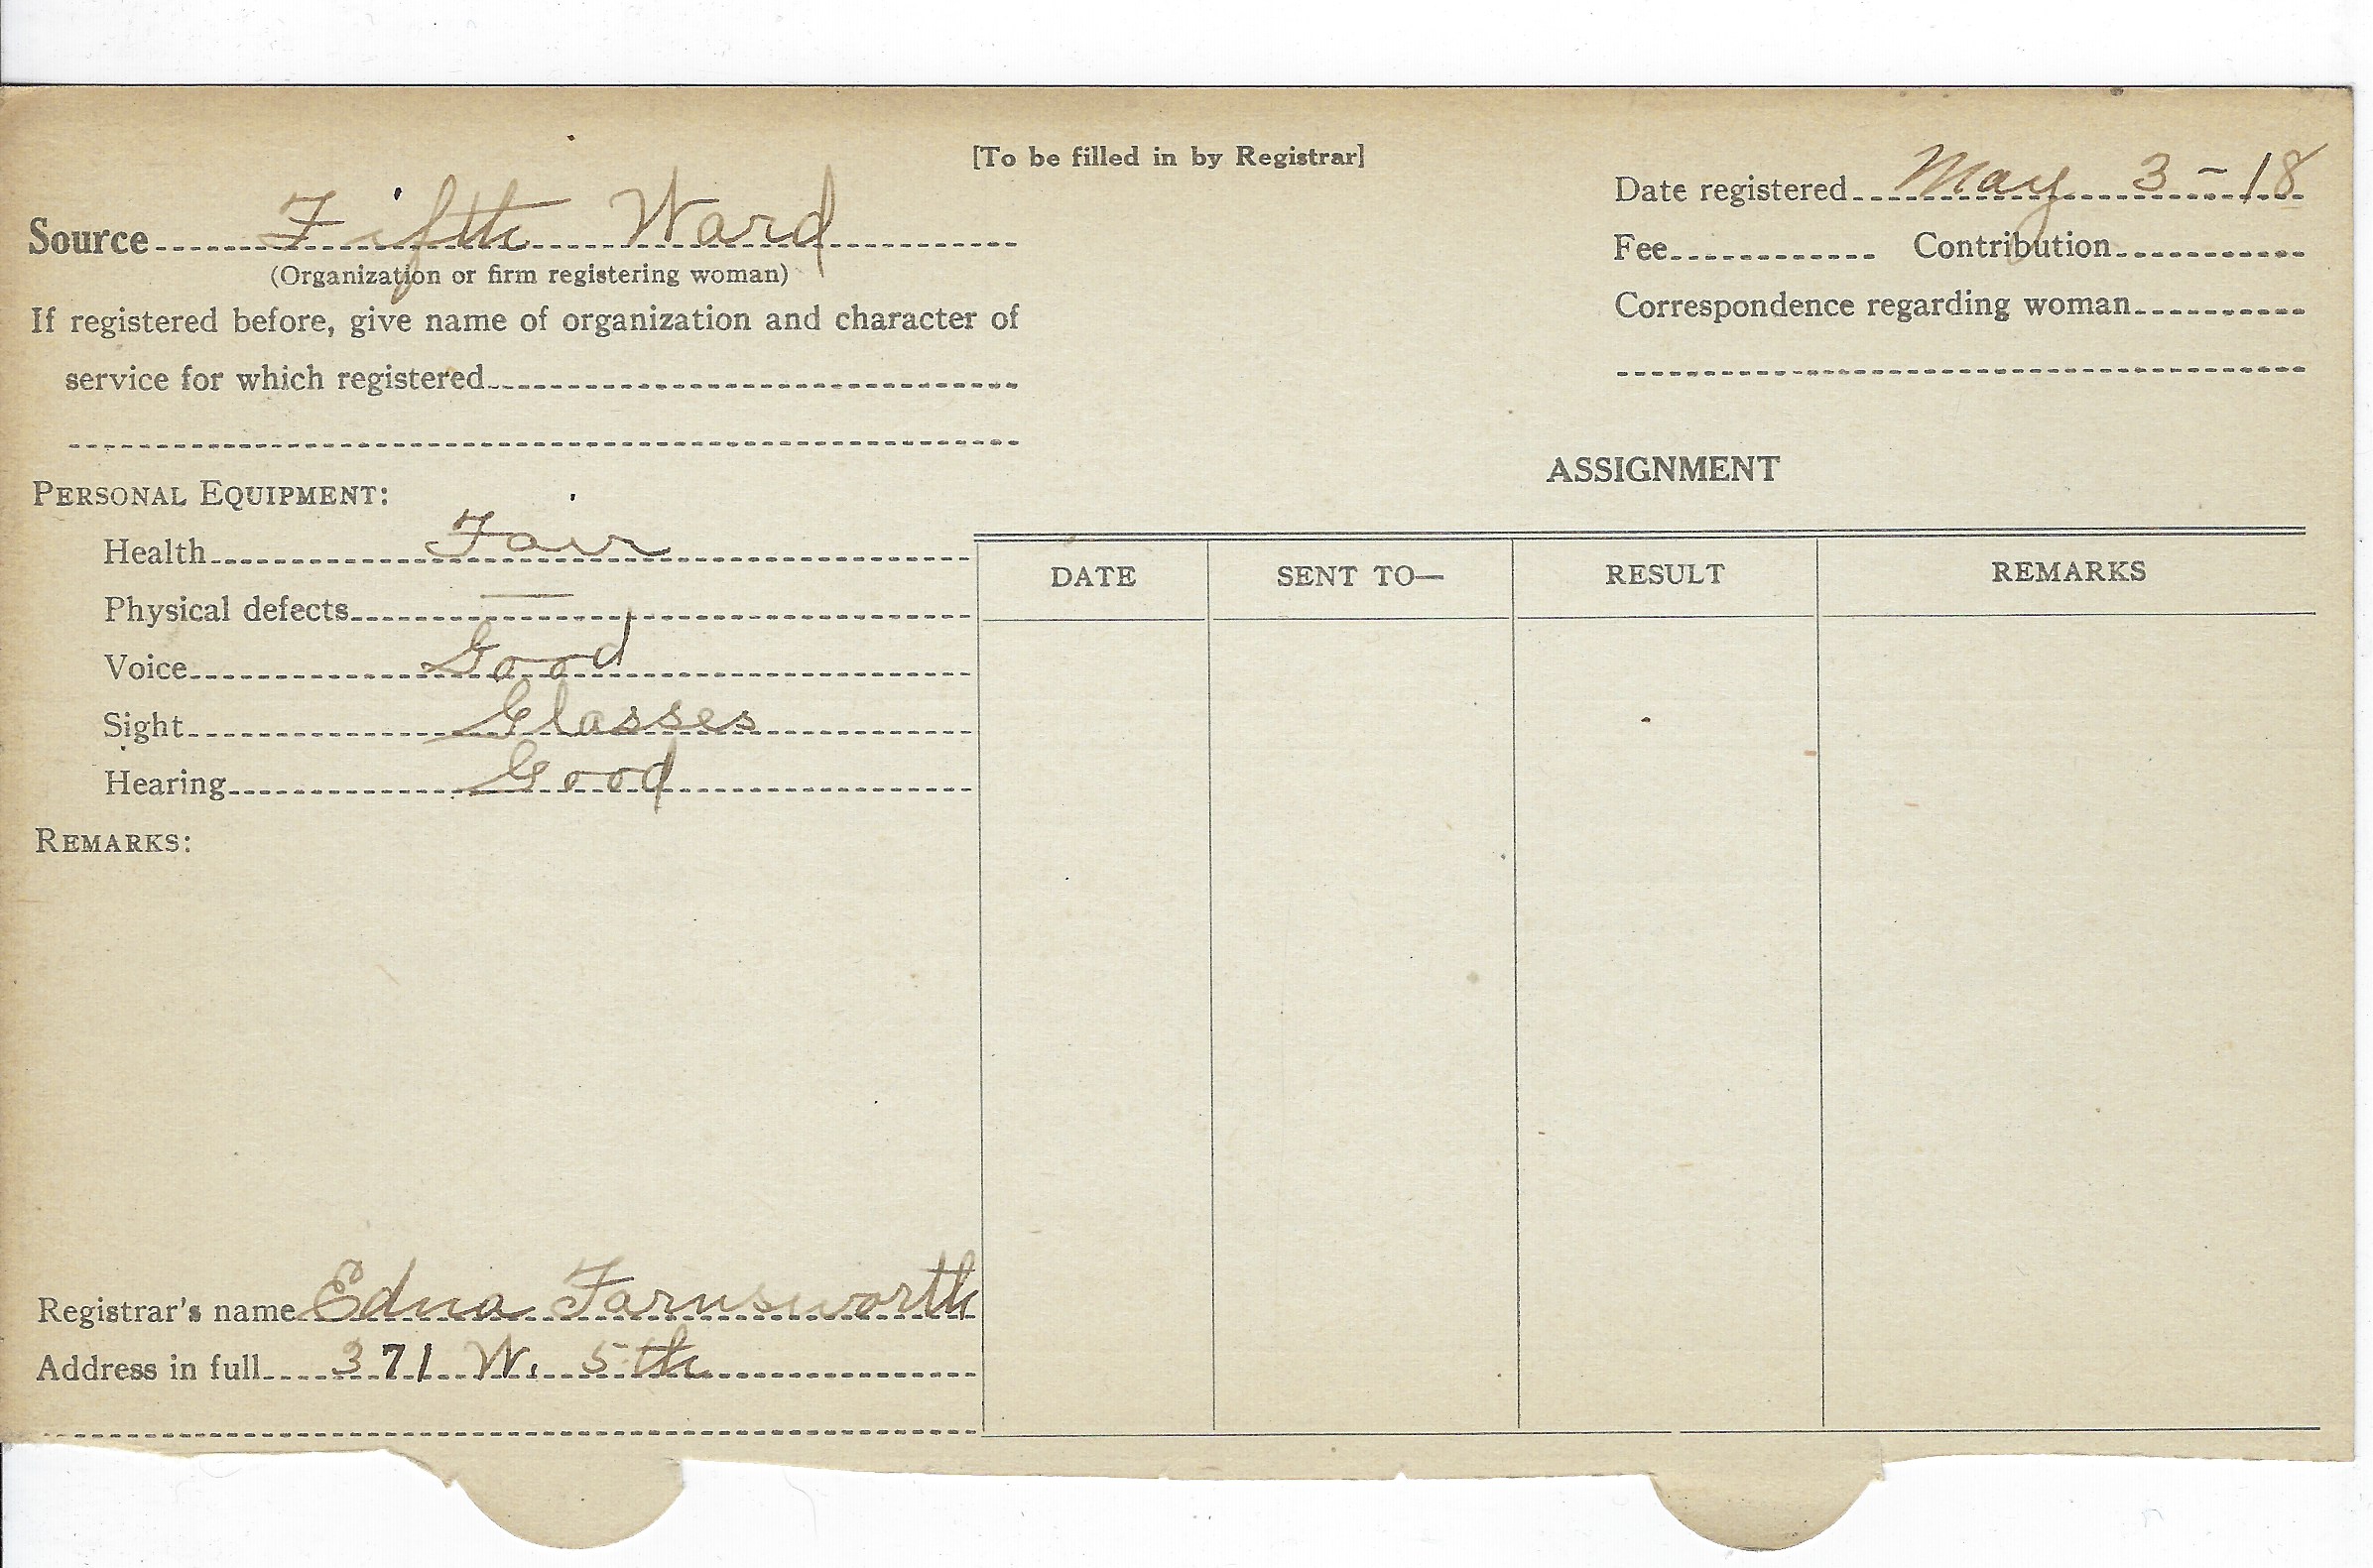 [To be filled in by Registrar]
Source Fifth Ward
(Organization or firm registering woman)
If registered before, give name of organization and character of
service for which registered
Date registered May 3-18
Fee Contribution
Correspondence regarding woman
PERSONAL EQUIPMENT:
Health Fair
Physical defects —
Voice Good
Sight Glasses
Hearing Good
REMARKS:
ASSIGNMENT
DATE SENT TO— RESULT REMARKS
Registrar's name Edna Farnsworth
Address in full 371 W. 5th